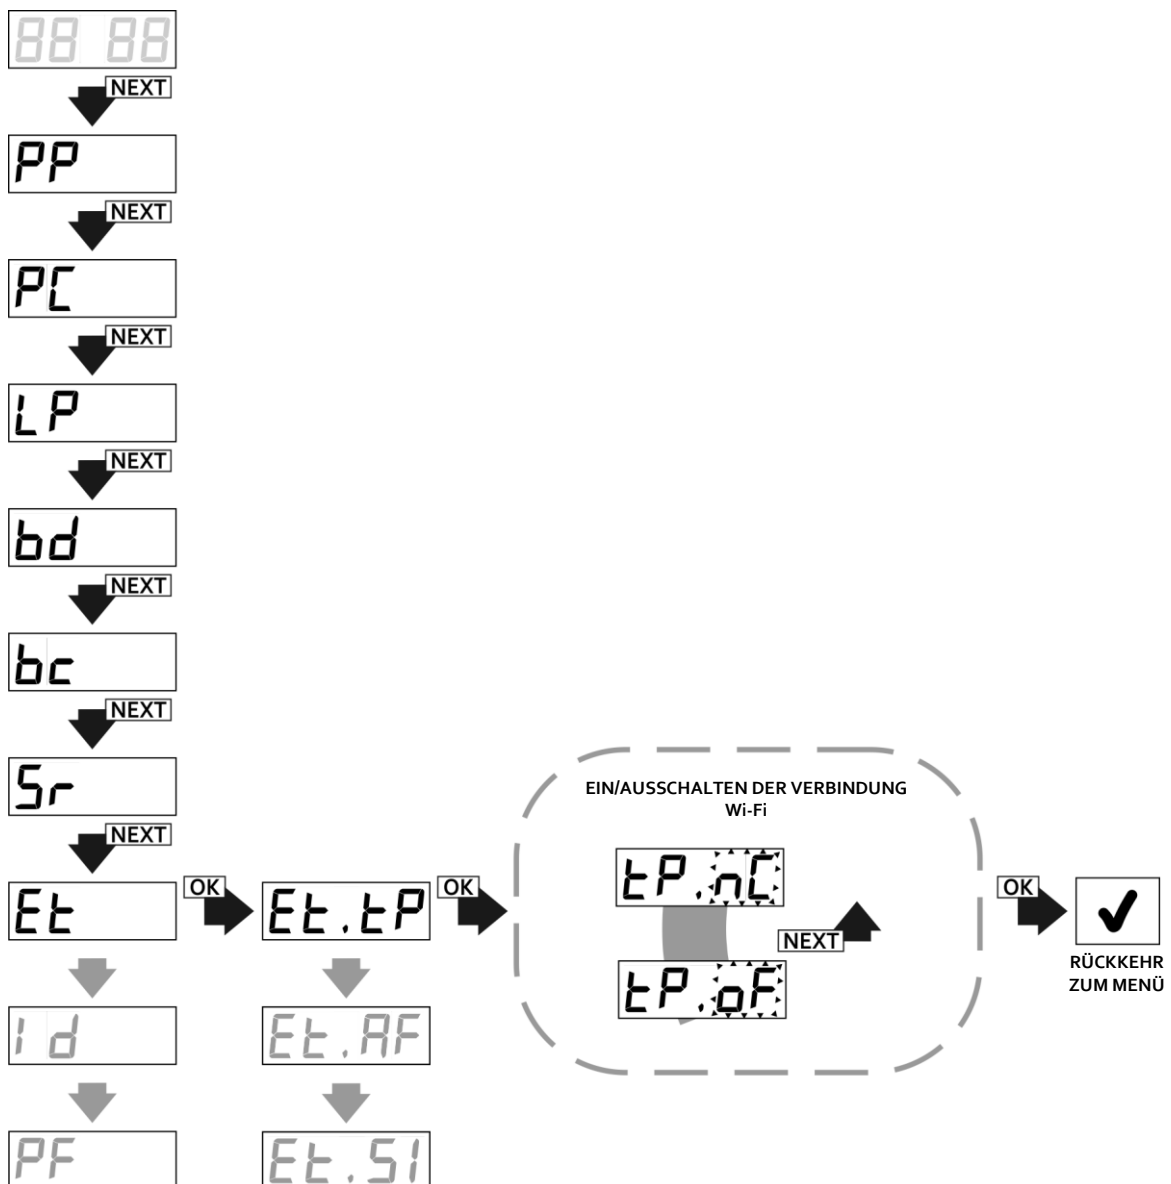 88 88
NEXT
PP
NEXT
PC
NEXT
LP
NEXT
bd
NEXT
bc
NEXT
Sr
NEXT
Et
OK
Et.tP
OK
EIN/AUSSCHALTEN DER VERBINDUNG
Wi-Fi
tP.nC
NEXT
tP.oF
OK
RÜCKKEHR
ZUM MENÜ
Id
Et.AF
PF
Et.SI